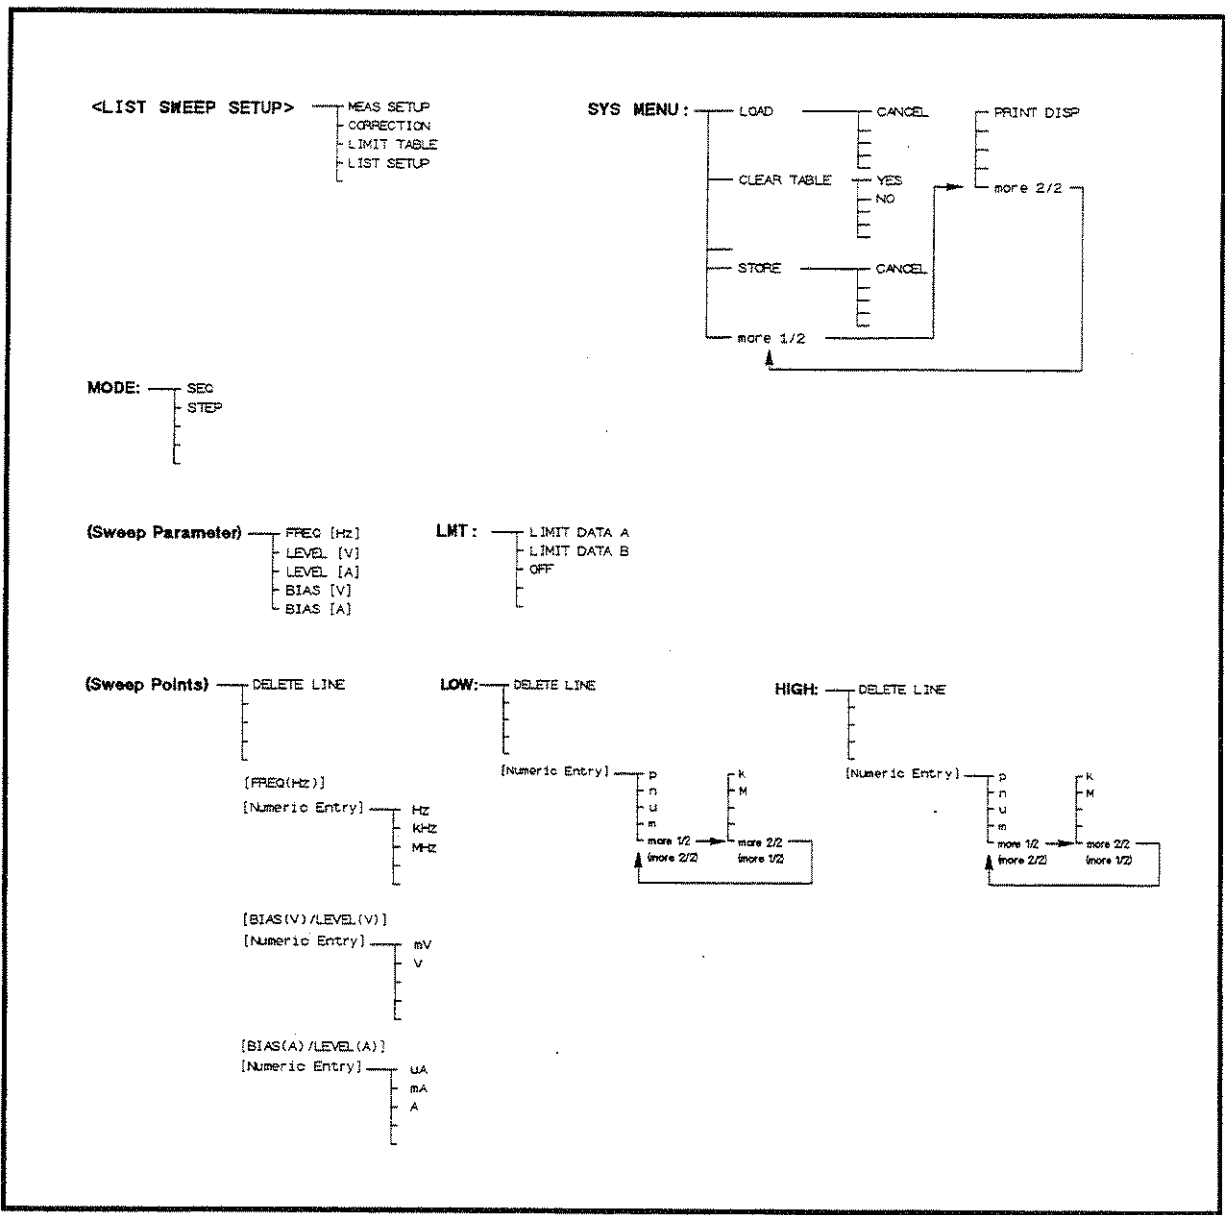 <LIST SWEEP SETUP>
MEAS SETUP
CORRECTION
LIMIT TABLE
LIST SETUP
SYS MENU:
LOAD
CANCEL
CLEAR TABLE
YES
NO
STORE
CANCEL
more 1/2
PRINT DISP
more 2/2
MODE:
SEQ
STEP
(Sweep Parameter)
FREQ [Hz]
LEVEL [V]
LEVEL [A]
BIAS [V]
BIAS [A]
LMT:
LIMIT DATA A
LIMIT DATA B
OFF
(Sweep Points)
DELETE LINE
[FREQ(Hz)]
[Numeric Entry]
Hz
kHz
MHz
[BIAS(V)/LEVEL(V)]
[Numeric Entry]
mV
V
[BIAS(A)/LEVEL(A)]
[Numeric Entry]
uA
mA
A
LOW:
DELETE LINE
[Numeric Entry]
p
n
u
m
more 1/2
(more 2/2)
k
M
more 2/2
(more 1/2)
HIGH:
DELETE LINE
[Numeric Entry]
p
n
u
m
more 1/2
(more 2/2)
k
M
more 2/2
(more 1/2)